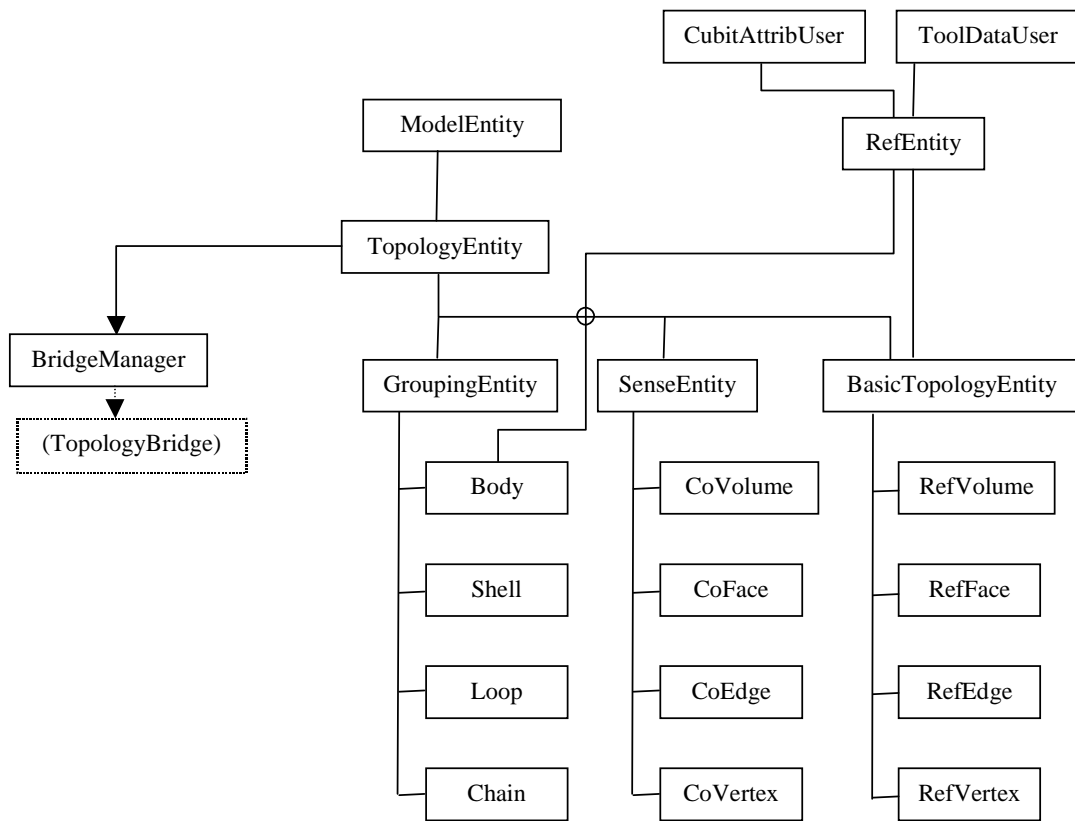 CubitAttribUser
ToolDataUser
ModelEntity
RefEntity
TopologyEntity
BridgeManager
GroupingEntity
SenseEntity
BasicTopologyEntity
(TopologyBridge)
Body
CoVolume
RefVolume
Shell
CoFace
RefFace
Loop
CoEdge
RefEdge
Chain
CoVertex
RefVertex